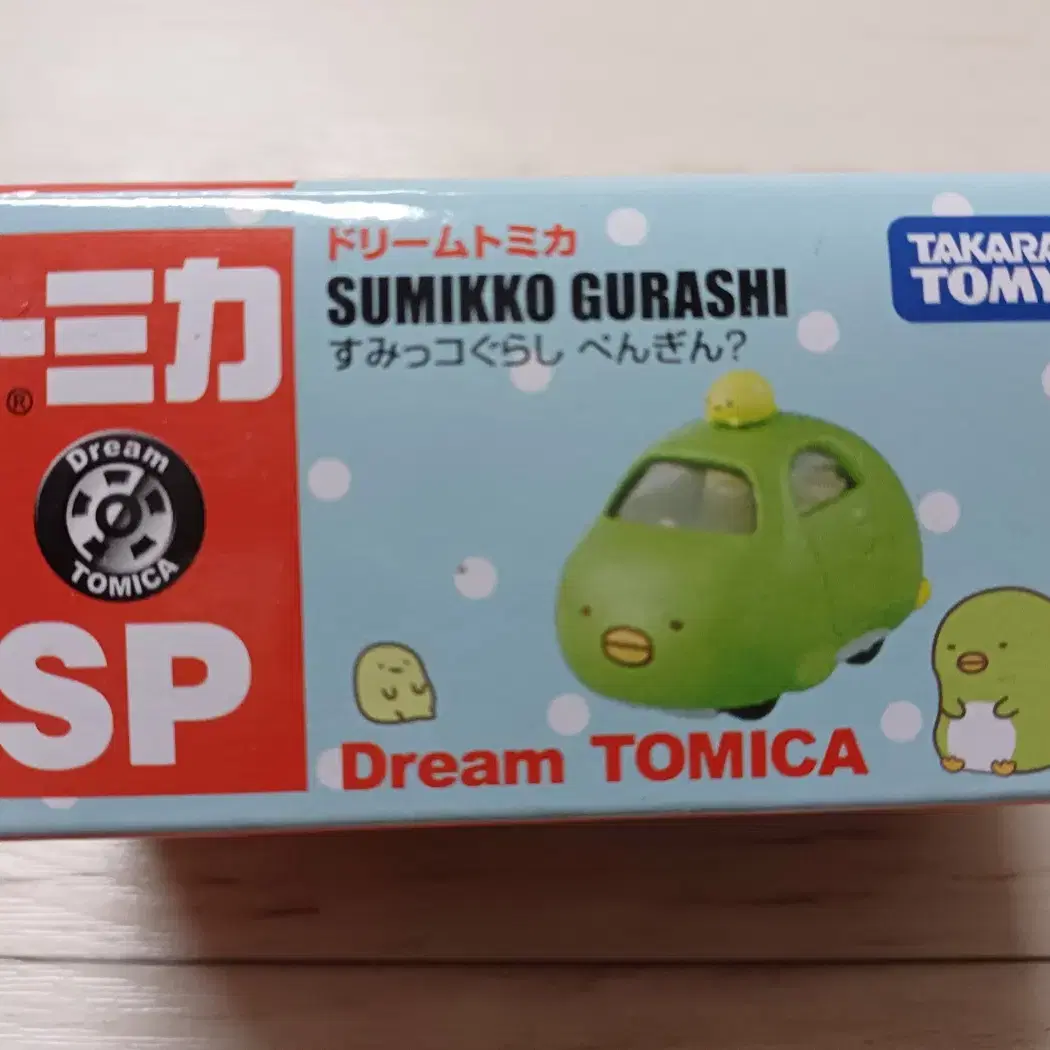 ーミカ
®
Dream
TOMICA
SP
ドリームトミカ
SUMIKKO GURASHI
すみっコぐらし ぺんぎん?
Dream TOMICA
TAKARA
TOMY